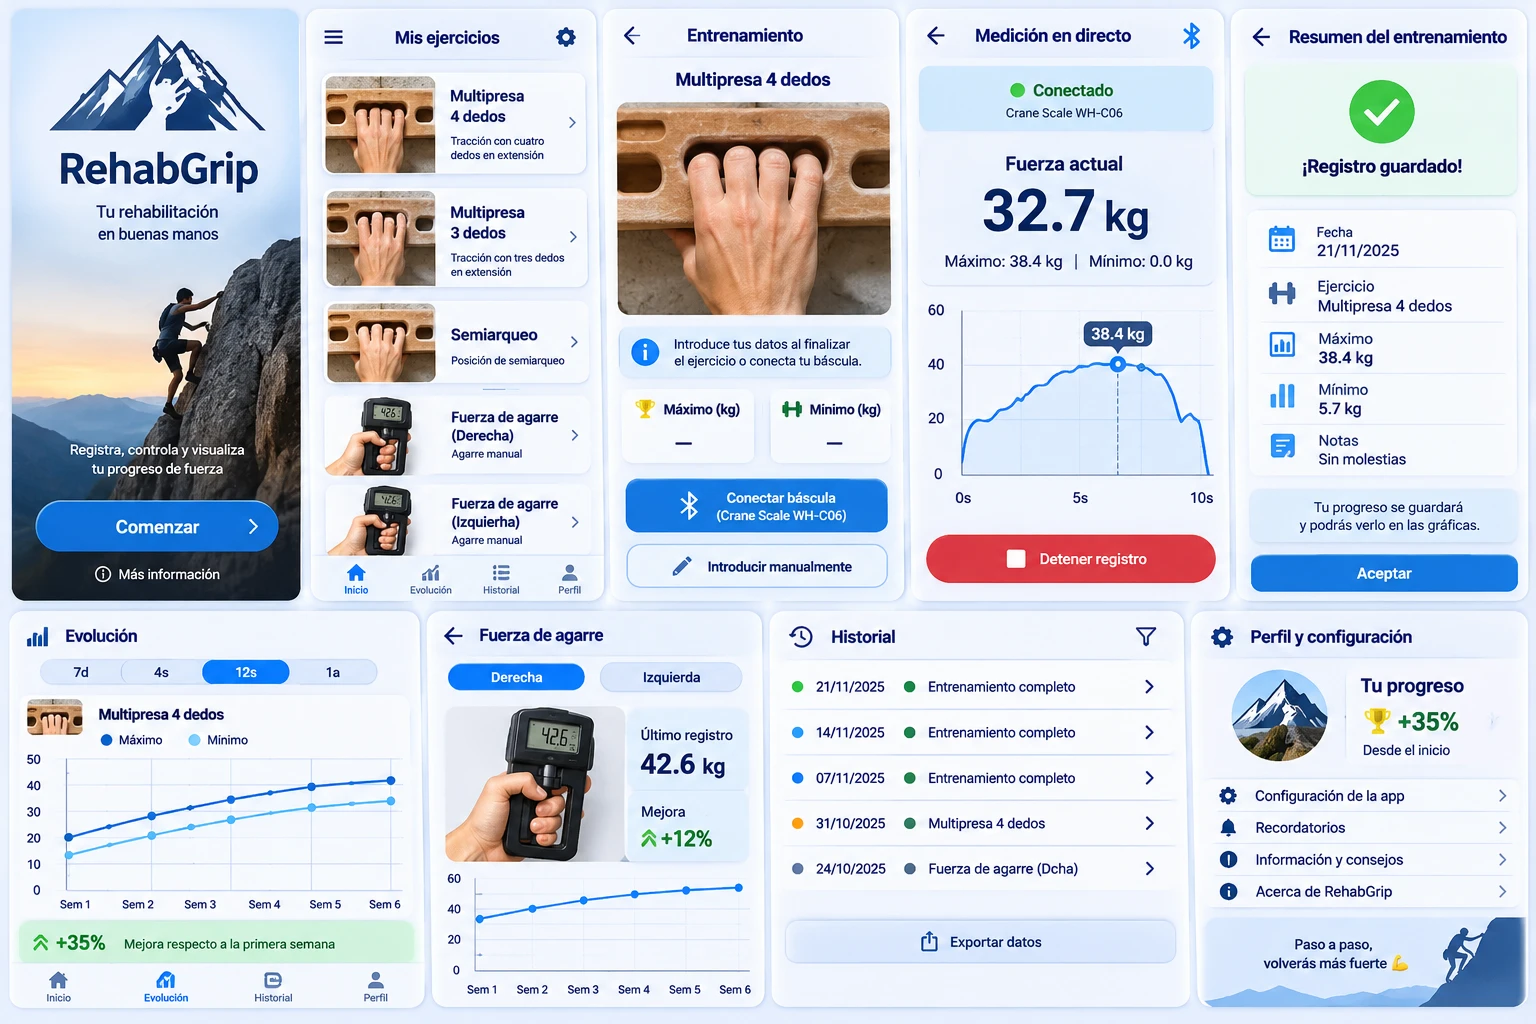 RehabGrip
Tu rehabilitación
en buenas manos
Registra, controla y visualiza
tu progreso de fuerza
Comenzar
Más información
Mis ejercicios
Multipresa
4 dedos
Tracción con cuatro
dedos en extensión
Multipresa
3 dedos
Tracción con tres dedos
en extensión
Semiarqueo
Posición de semiarqueo
42.6
Fuerza de agarre
(Derecha)
Agarre manual
Fuerza de agarre
(Izquierha)
Agarre manual
Inicio
Evolución
Historial
Perfil
Entrenamiento
Multipresa 4 dedos
Introduce tus datos al finalizar
el ejercicio o conecta tu báscula.
Máximo (kg)
—
Minimo (kg)
—
Conectar báscula
(Crane Scale WH-C06)
Introducir manualmente
Medición en directo
Conectado
Crane Scale WH-C06
Fuerza actual
32.7 kg
Máximo: 38.4 kg | Mínimo: 0.0 kg
60
38.4 kg
40
20
0
0s 5s 10s
Detener registro
Resumen del entrenamiento
¡Registro guardado!
Fecha
21/11/2025
Ejercicio
Multipresa 4 dedos
Máximo
38.4 kg
Mínimo
5.7 kg
Notas
Sin molestias
Tu progreso se guardará
y podrás verlo en las gráficas.
Aceptar
Evolución
7d 4s 12s 1a
Multipresa 4 dedos
Máximo Minimo
50
40
30
20
10
0
Sem 1 Sem 2 Sem 3 Sem 4 Sem 5 Sem 6
+35% Mejora respecto a la primera semana
Inicio
Evolución
Historial
Perfil
Fuerza de agarre
Derecha Izquierda
42.6
Último registro
42.6 kg
Mejora
+12%
60
40
20
0
Sem 1 Sem 2 Sem 3 Sem 4 Sem 5 Sem 6
Historial
21/11/2025 Entrenamiento completo
14/11/2025 Entrenamiento completo
07/11/2025 Entrenamiento completo
31/10/2025 Multipresa 4 dedos
24/10/2025 Fuerza de agarre (Dcha)
Exportar datos
Perfil y configuración
Tu progreso
+35%
Desde el inicio
Configuración de la app
Recordatorios
Información y consejos
Acerca de RehabGrip
Paso a paso,
volverás más fuerte 💪